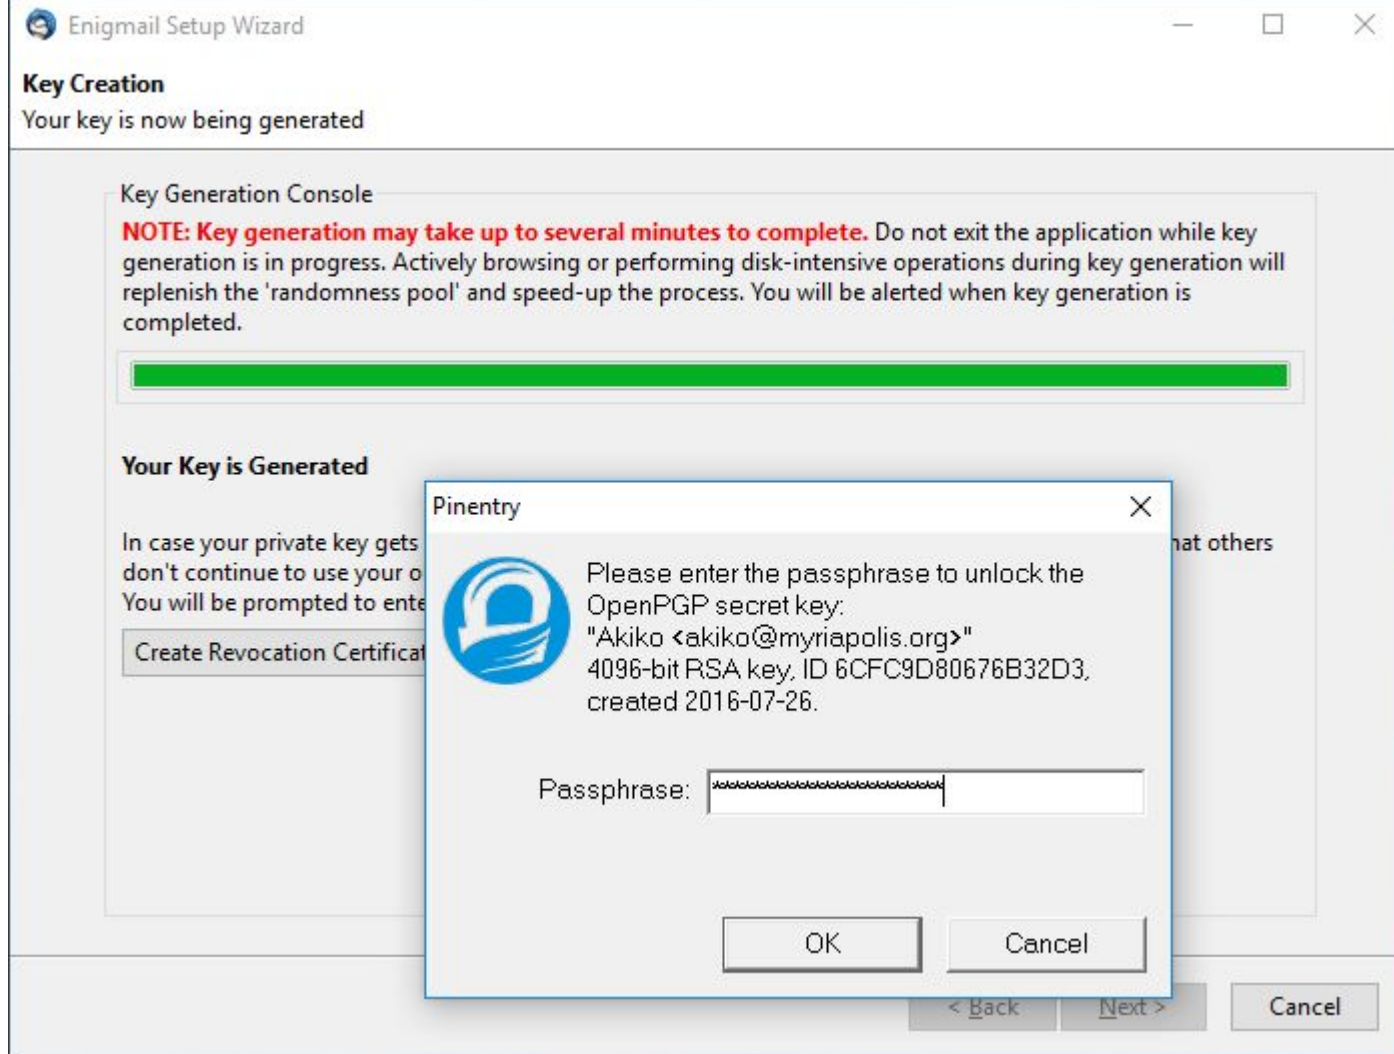 Enigmail Setup Wizard
Key Creation
Your key is now being generated
Key Generation Console
NOTE: Key generation may take up to several minutes to complete. Do not exit the application while key
generation is in progress. Actively browsing or performing disk-intensive operations during key generation will
replenish the 'randomness pool' and speed-up the process. You will be alerted when key generation is
completed.
Your Key is Generated
In case your private key gets
others
don't continue to use your
You will be prompted to
Create Revocation
Pinentry
Please enter the passphrase to unlock the
OpenPGP secret key:
"Akiko <akiko@myriapolis.org>"
4096-bit RSA key, ID 6CFC9D80676B32D3,
created 2016-07-26.
Passphrase:
OK
Cancel
< Back
Next >
Cancel